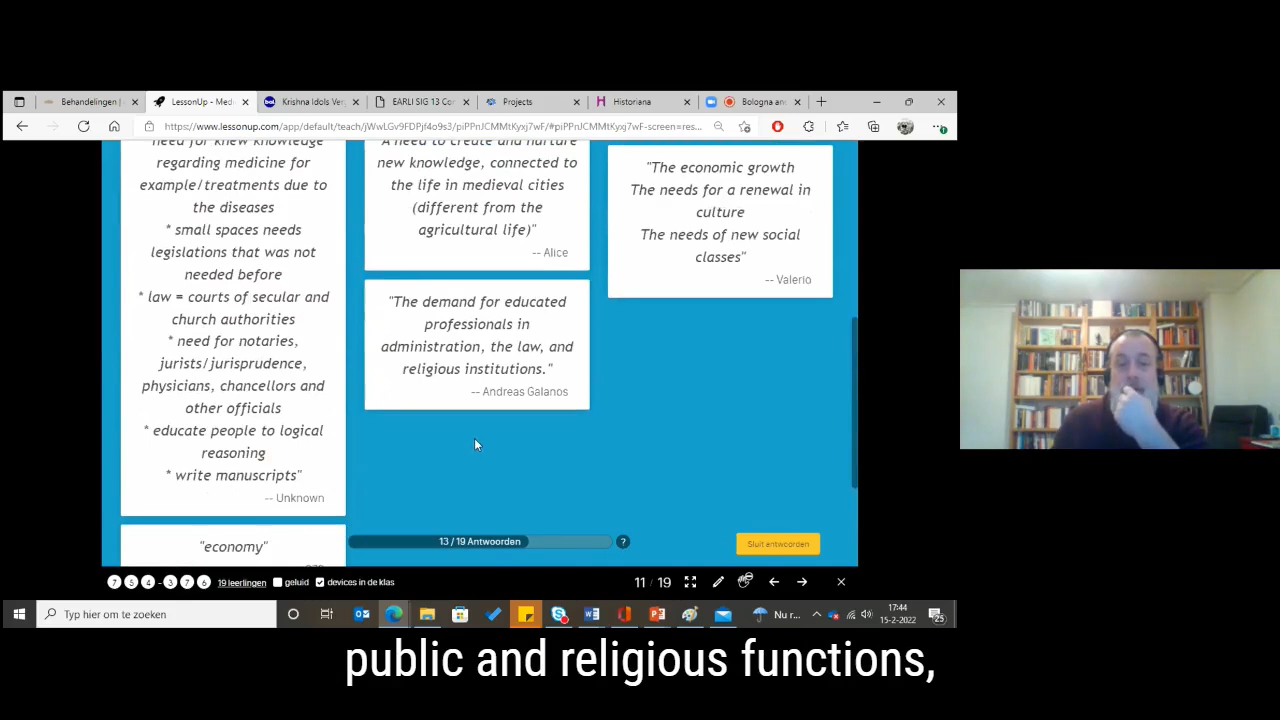 Behandelingen |
LessonUp - Medi
Krishna Idols Ver
EARLI SIG 13 Co
Projects
Historiana
Bologna an
https://www.lessonup.com/app/default/teach/jWwLGv9FDPjf4o9s3/piPPnJCMMtKyxj7wF/#piPPnJCMMtKyxj7wF-screen=res...
need for knew knowledge
regarding medicine for
example/treatments due to
the diseases
* small spaces needs
legislations that was not
needed before
* law = courts of secular and
church authorities
* need for notaries,
jurists/jurisprudence,
physicians, chancellors and
other officials
* educate people to logical
reasoning
* write manuscripts"
-- Unknown
"economy"
A need to create and nurture
new knowledge, connected to
the life in medieval cities
(different from the
agricultural life)"
-- Alice
"The demand for educated
professionals in
administration, the law, and
religious institutions."
-- Andreas Galanos
"The economic growth
The needs for a renewal in
culture
The needs of new social
classes"
-- Valerio
13 / 19 Antwoorden
?
Sluit antwoorden
7 5 4 - 3 7 6 19 leerlingen geluid devices in de klas
11 / 19
Typ hier om te zoeken
Nu r...
17:44
15-2-2022
25
public and religious functions,